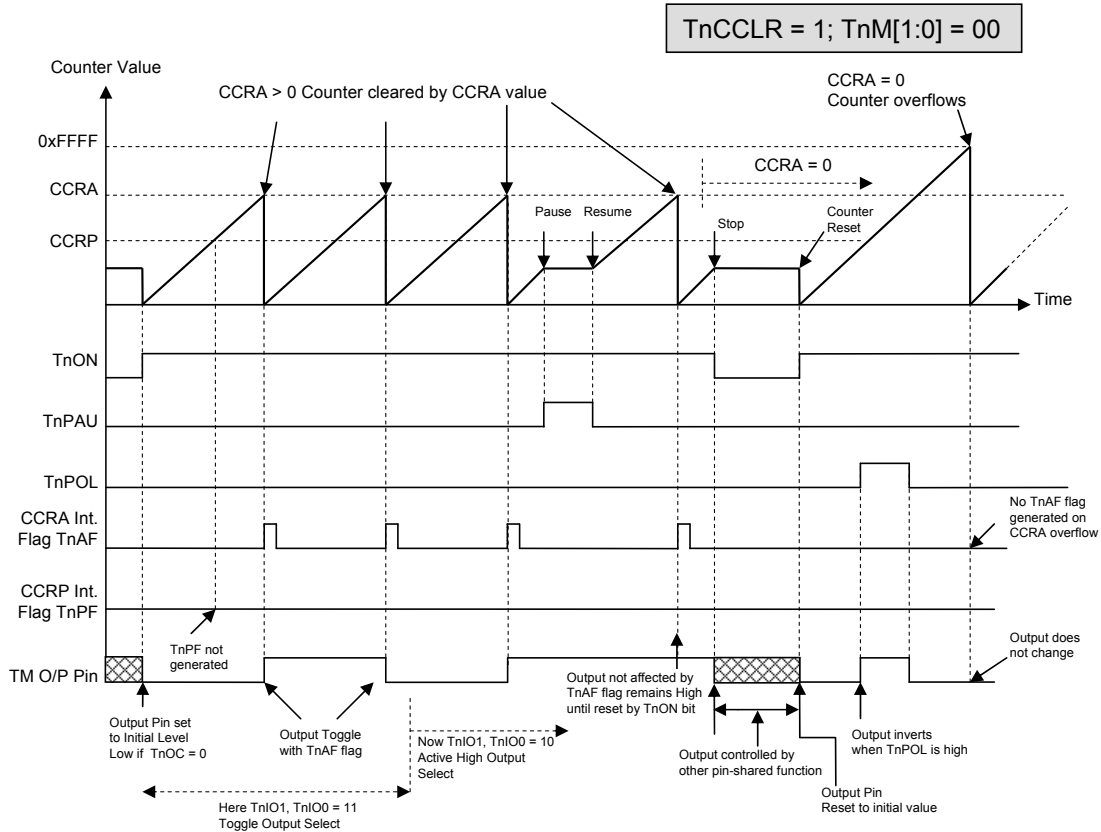 TnCCLR = 1; TnM[1:0] = 00
Counter Value
CCRA > 0 Counter cleared by CCRA value
CCRA = 0
Counter overflows
0xFFFF
CCRA = 0
CCRA
Pause
Resume
Stop
Counter
Reset
CCRP
Time
TnON
TnPAU
TnPOL
No TnAF flag
generated on
CCRA overflow
CCRA Int.
Flag TnAF
CCRP Int.
Flag TnPF
TnPF not
generated
Output does
not change
TM O/P Pin
Output not affected by
TnAF flag remains High
until reset by TnON bit
Output Pin set
to Initial Level
Low if TnOC = 0
Output Toggle
with TnAF flag
Now TnIO1, TnIO0 = 10
Active High Output
Select
Output controlled by
other pin-shared function
Output inverts
when TnPOL is high
Output Pin
Reset to initial value
Here TnIO1, TnIO0 = 11
Toggle Output Select